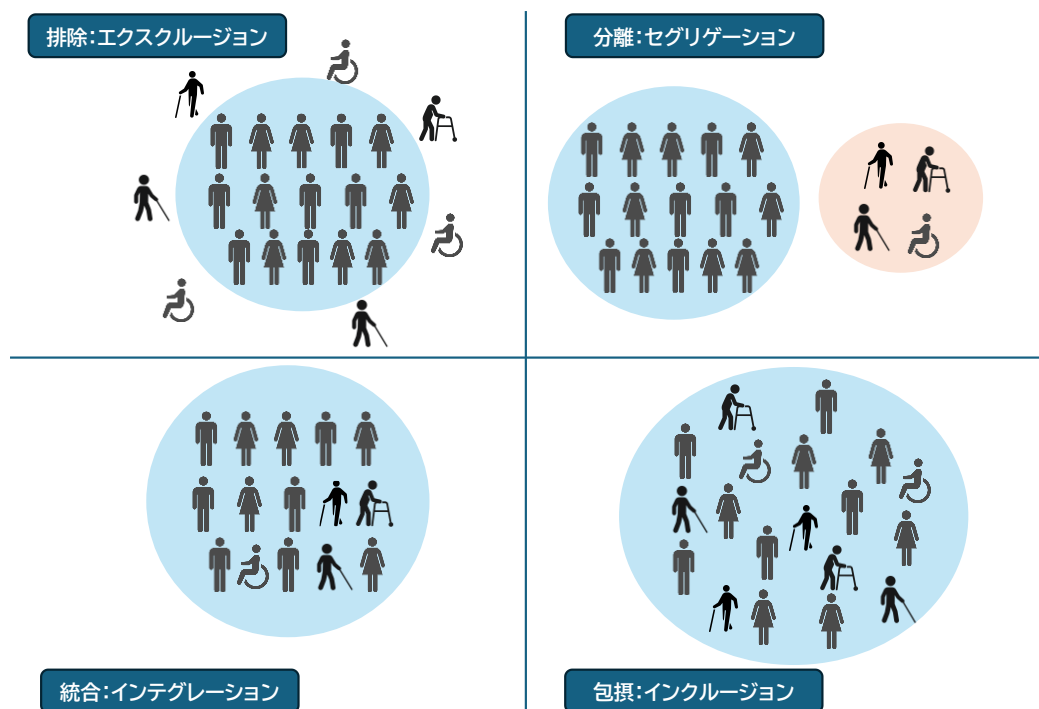 排除:エクスクルージョン
分離:セグリゲーション
統合:インテグレーション
包摂:インクルージョン